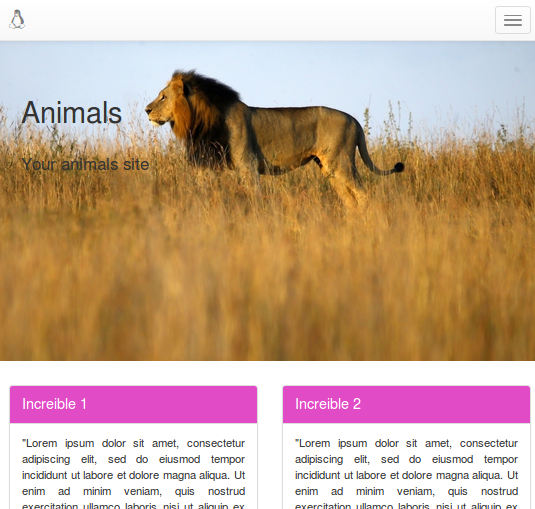 Animals
Your animals site
Increible 1
"Lorem ipsum dolor sit amet, consectetur
adipiscing elit, sed do eiusmod tempor
incididunt ut labore et dolore magna aliqua. Ut
enim ad minim veniam, quis nostrud
exercitation ullamco laboris nisi ut aliquip ex
Increible 2
"Lorem ipsum dolor sit amet, consectetur
adipiscing elit, sed do eiusmod tempor
incididunt ut labore et dolore magna aliqua. Ut
enim ad minim veniam, quis nostrud
exercitation ullamco laboris nisi ut aliquip ex